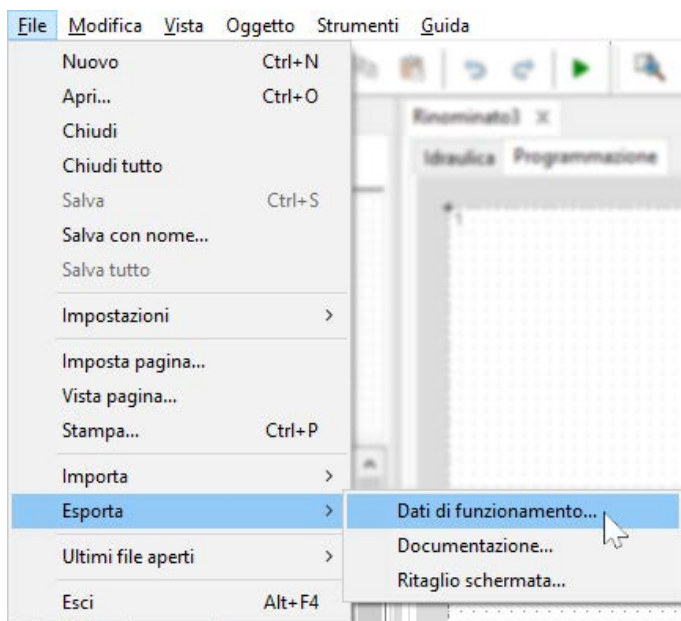 File Modifica Vista Oggetto Strumenti Guida
Nuovo Ctrl+N
Apri... Ctrl+O
Chiudi
Chiudi tutto
Salva Ctrl+S
Salva con nome...
Salva tutto
Impostazioni >
Imposta pagina...
Vista pagina...
Stampa... Ctrl+P
Importa >
Esporta >
Ultimi file aperti >
Esci Alt+F4
Dati di funzionamento...
Documentazione...
Ritaglio schermata...
Rinominato3 X
Idraulica Programmazione
1